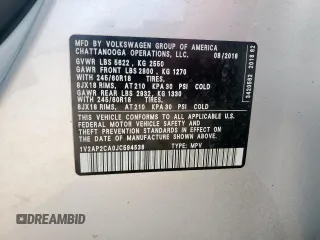 MFD BY VOLKSWAGEN GROUP OF AMERICA
CHATTANOOGA OPERATIONS, LLC. 08/2018
GVWR LBS 5622, KG 2550
GAWR FRONT LBS 2800, KG 1270
WITH 245/60R18 TIRES,
8JX18 RIMS, AT 210 KPA 30 PSI COLD
GAWR REAR LBS 2932, KG 1330
WITH 245/60R18 TIRES,
8JX18 RIMS, AT 210 KPA 30 PSI COLD
THIS VEHICLE CONFORMS TO ALL APPLICABLE U.S.
FEDERAL MOTOR VEHICLE SAFETY AND THEFT
PREVENTION STANDARDS IN EFFECT ON THE DATE OF
MANUFACTURE SHOWN ABOVE.
1V2AP2CA0JC594538 TYPE: MPV
DREAMBID